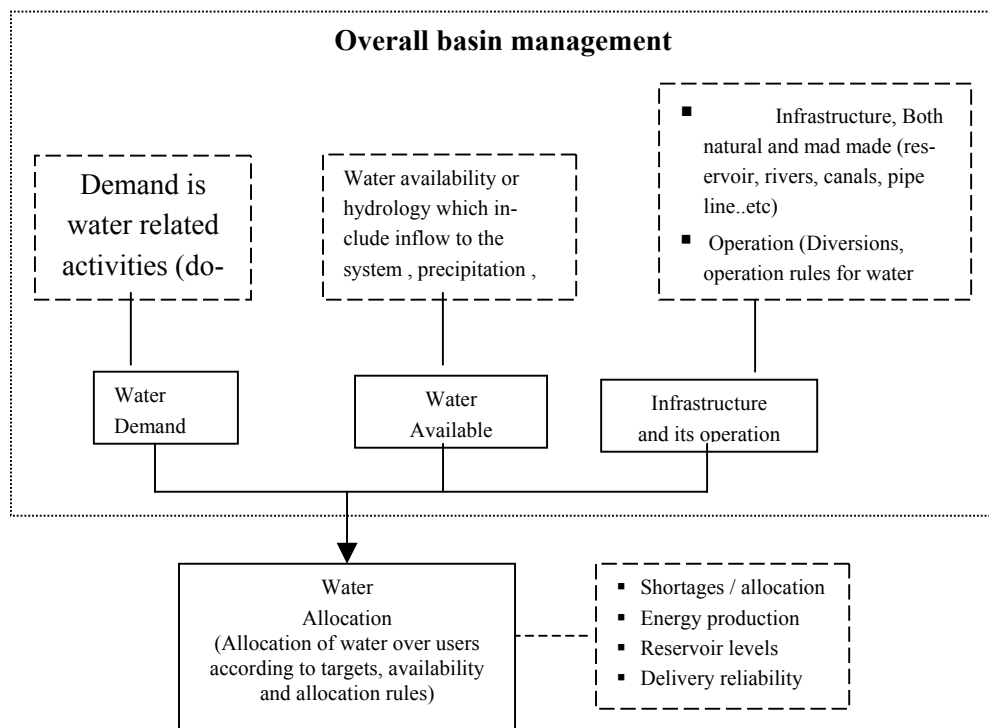 Overall basin management
Demand is
water related
activities (do-
Water availability or
hydrology which in-
clude inflow to the
system , precipitation ,
▪ Infrastructure, Both
natural and mad made (res-
ervoir, rivers, canals, pipe
line..etc)
▪ Operation (Diversions,
operation rules for water
Water
Demand
Water
Available
Infrastructure
and its operation
Water
Allocation
(Allocation of water over users
according to targets, availability
and allocation rules)
▪ Shortages / allocation
▪ Energy production
▪ Reservoir levels
▪ Delivery reliability